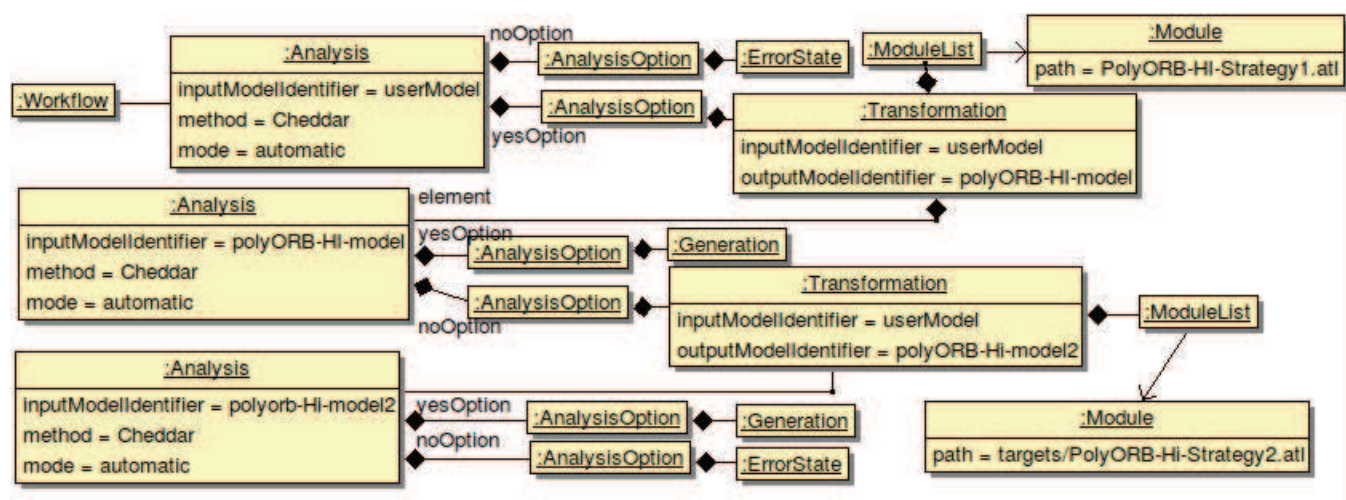 :Workflow
:Analysis
inputModelIdentifier = userModel
method = Cheddar
mode = automatic
noOption
:AnalysisOption
:ErrorState
yesOption
:AnalysisOption
:ModuleList
:Module
path = PolyORB-HI-Strategy1.atl
:Transformation
inputModelIdentifier = userModel
outputModelIdentifier = polyORB-HI-model
:Analysis
inputModelIdentifier = polyORB-HI-model
method = Cheddar
mode = automatic
element
yesOption
:AnalysisOption
:Generation
:AnalysisOption
noOption
:Transformation
inputModelIdentifier = userModel
outputModelIdentifier = polyORB-Hi-model2
:ModuleList
:Module
path = targets/PolyORB-Hi-Strategy2.atl
:Analysis
inputModelIdentifier = polyorb-Hi-model2
method = Cheddar
mode = automatic
yesOption
:AnalysisOption
:Generation
noOption
:AnalysisOption
:ErrorState